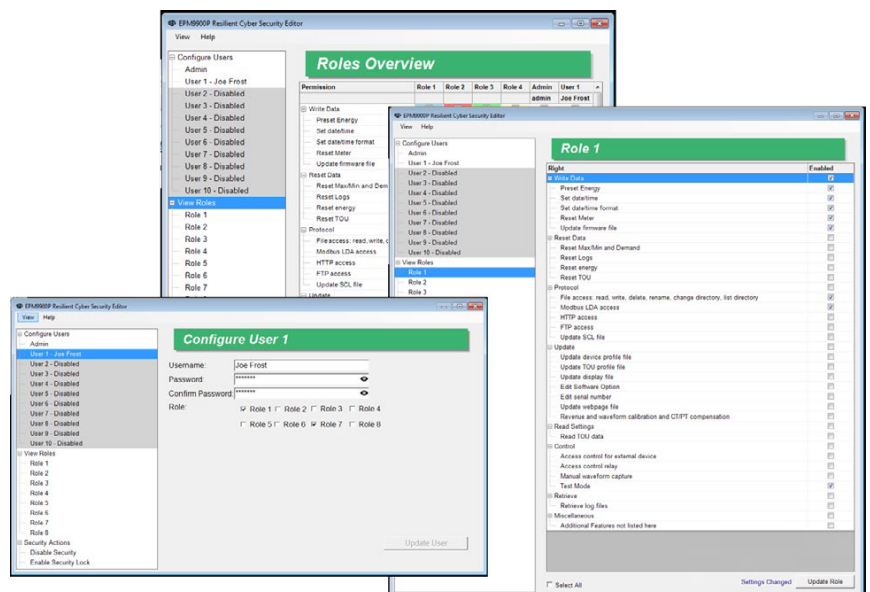 EPM9900P Resilient Cyber Security Editor
View Help
Configure Users
Admin
User 1 - Joe Frost
User 2 - Disabled
User 3 - Disabled
User 4 - Disabled
User 5 - Disabled
User 6 - Disabled
User 7 - Disabled
User 8 - Disabled
User 9 - Disabled
User 10 - Disabled
View Roles
Role 1
Role 2
Role 3
Role 4
Role 5
Role 6
Role 7
Roles Overview
Permission Role 1 Role 2 Role 3 Role 4 Admin User 1
admin Joe Frost
Write Data
Preset Energy
Set date/time
Set date/time format
Reset Meter
Update firmware file
Reset Data
Reset Max/Min and Dem
Reset Logs
Reset energy
Reset TOU
Protocol
File access: read, write, c
Modbus LDA access
HTTP access
FTP access
Update SCL file
Update
EPM9900P Resilient Cyber Security Editor
View Help
Configure Users
Admin
User 1 - Joe Frost
User 2 - Disabled
User 3 - Disabled
User 4 - Disabled
User 5 - Disabled
User 6 - Disabled
User 7 - Disabled
User 8 - Disabled
User 9 - Disabled
User 10 - Disabled
View Roles
Role 1
Role 2
Role 3
Role 1
Right Enabled
Write Data
Preset Energy
Set date/time
Set date/time format
Reset Meter
Update firmware file
Reset Data
Reset Max/Min and Demand
Reset Logs
Reset energy
Reset TOU
Protocol
File access: read, write, delete, rename, change directory, list directory
Modbus LDA access
HTTP access
FTP access
Update SCL file
Update
Update device profile file
Update TOU profile file
Update display file
Edit Software Option
Edit serial number
Update webpage file
Revenue and waveform calibration and CT/PT compensation
Read Settings
Read TOU data
Control
Access control for external device
Access control relay
Manual waveform capture
Test Mode
Retrieve
Retrieve log files
Miscellaneous
Additional Features not listed here
Select All Settings Changed Update Role
EPM9900P Resilient Cyber Security Editor
View Help
Configure Users
Admin
User 1 - Joe Frost
User 2 - Disabled
User 3 - Disabled
User 4 - Disabled
User 5 - Disabled
User 6 - Disabled
User 7 - Disabled
User 8 - Disabled
User 9 - Disabled
User 10 - Disabled
View Roles
Role 1
Role 2
Role 3
Role 4
Role 5
Role 6
Role 7
Role 8
Security Actions
Disable Security
Enable Security Lock
Configure User 1
Username: Joe Frost
Password: *******
Confirm Password: *******
Role: Role 1 Role 2 Role 3 Role 4
Role 5 Role 6 Role 7 Role 8
Update User